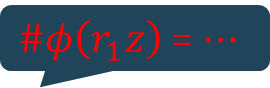 #ϕ(r₁z) = ⋯